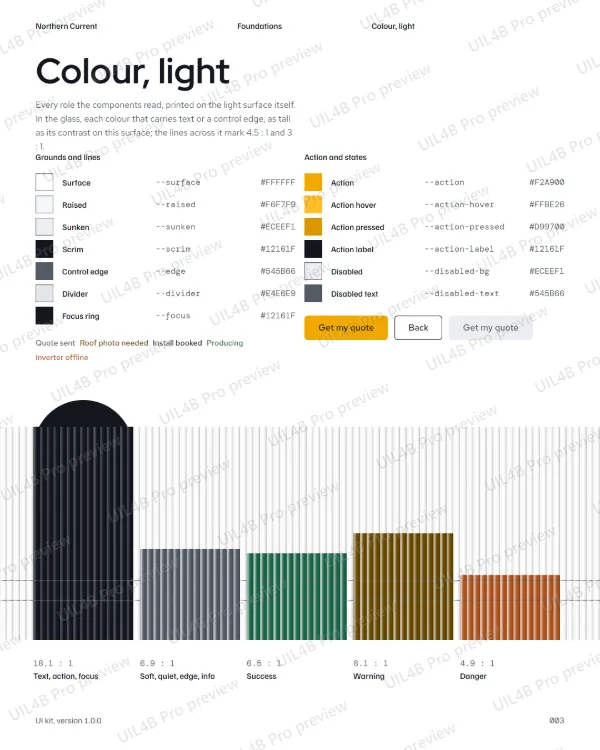 Northern Current
Foundations
Colour, light
Colour, light
Every role the components read, printed on the light surface itself.
In the glass, each colour that carries text or a control edge, as tall
as its contrast on this surface; the lines across it mark 4.5 : 1 and 3
: 1.
Grounds and lines
Surface --surface #FFFFFF
Raised --raised #F6F7F9
Sunken --sunken #ECEEF1
Scrim --scrim #12161F
Control edge --edge #545B66
Divider --divider #E4E6E9
Focus ring --focus #12161F
Quote sent Roof photo needed Install booked Producing
Inverter offline
Action and states
Action --action #F2A900
Action hover --action-hover #FFBE26
Action pressed --action-pressed #D99700
Action label --action-label #12161F
Disabled --disabled-bg #ECEEF1
Disabled text --disabled-text #545B66
Get my quote
Back
Get my quote
18.1 : 1
Text, action, focus
6.9 : 1
Soft, quiet, edge, info
6.5 : 1
Success
8.1 : 1
Warning
4.9 : 1
Danger
UI kit, version 1.0.0
003
UIL4B Pro preview